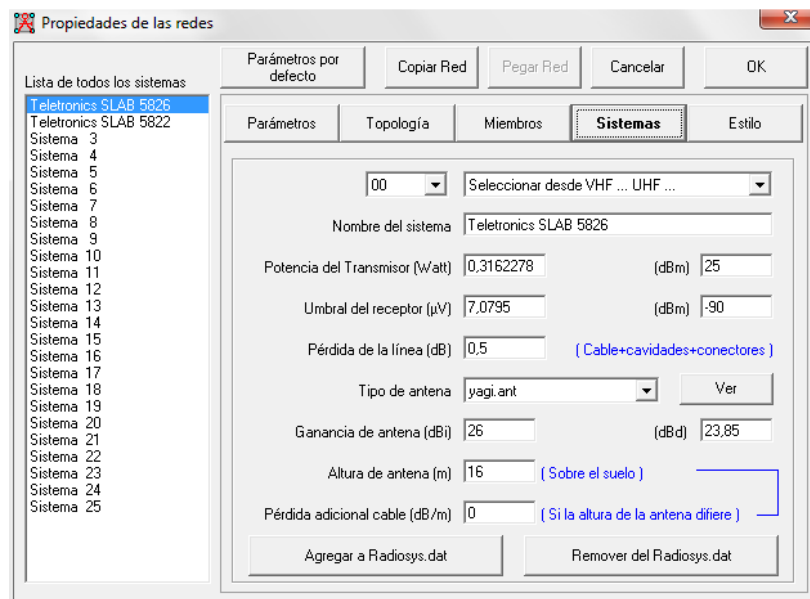 Propiedades de las redes
Parámetros por defecto
Copiar Red
Pegar Red
Cancelar
OK
Lista de todos los sistemas
Teletronics SLAB 5826
Teletronics SLAB 5822
Sistema 3
Sistema 4
Sistema 5
Sistema 6
Sistema 7
Sistema 8
Sistema 9
Sistema 10
Sistema 11
Sistema 12
Sistema 13
Sistema 14
Sistema 15
Sistema 16
Sistema 17
Sistema 18
Sistema 19
Sistema 20
Sistema 21
Sistema 22
Sistema 23
Sistema 24
Sistema 25
Parámetros
Topología
Miembros
Sistemas
Estilo
00
Seleccionar desde VHF ... UHF ...
Nombre del sistema Teletronics SLAB 5826
Potencia del Transmisor (Watt) 0,3162278 (dBm) 25
Umbral del receptor (µV) 7,0795 (dBm) -90
Pérdida de la línea (dB) 0,5 ( Cable+cavidades+conectores )
Tipo de antena yagi.ant Ver
Ganancia de antena (dBi) 26 (dBd) 23,85
Altura de antena (m) 16 ( Sobre el suelo )
Pérdida adicional cable (dB/m) 0 ( Si la altura de la antena difiere )
Agregar a Radiosys.dat
Remover del Radiosys.dat